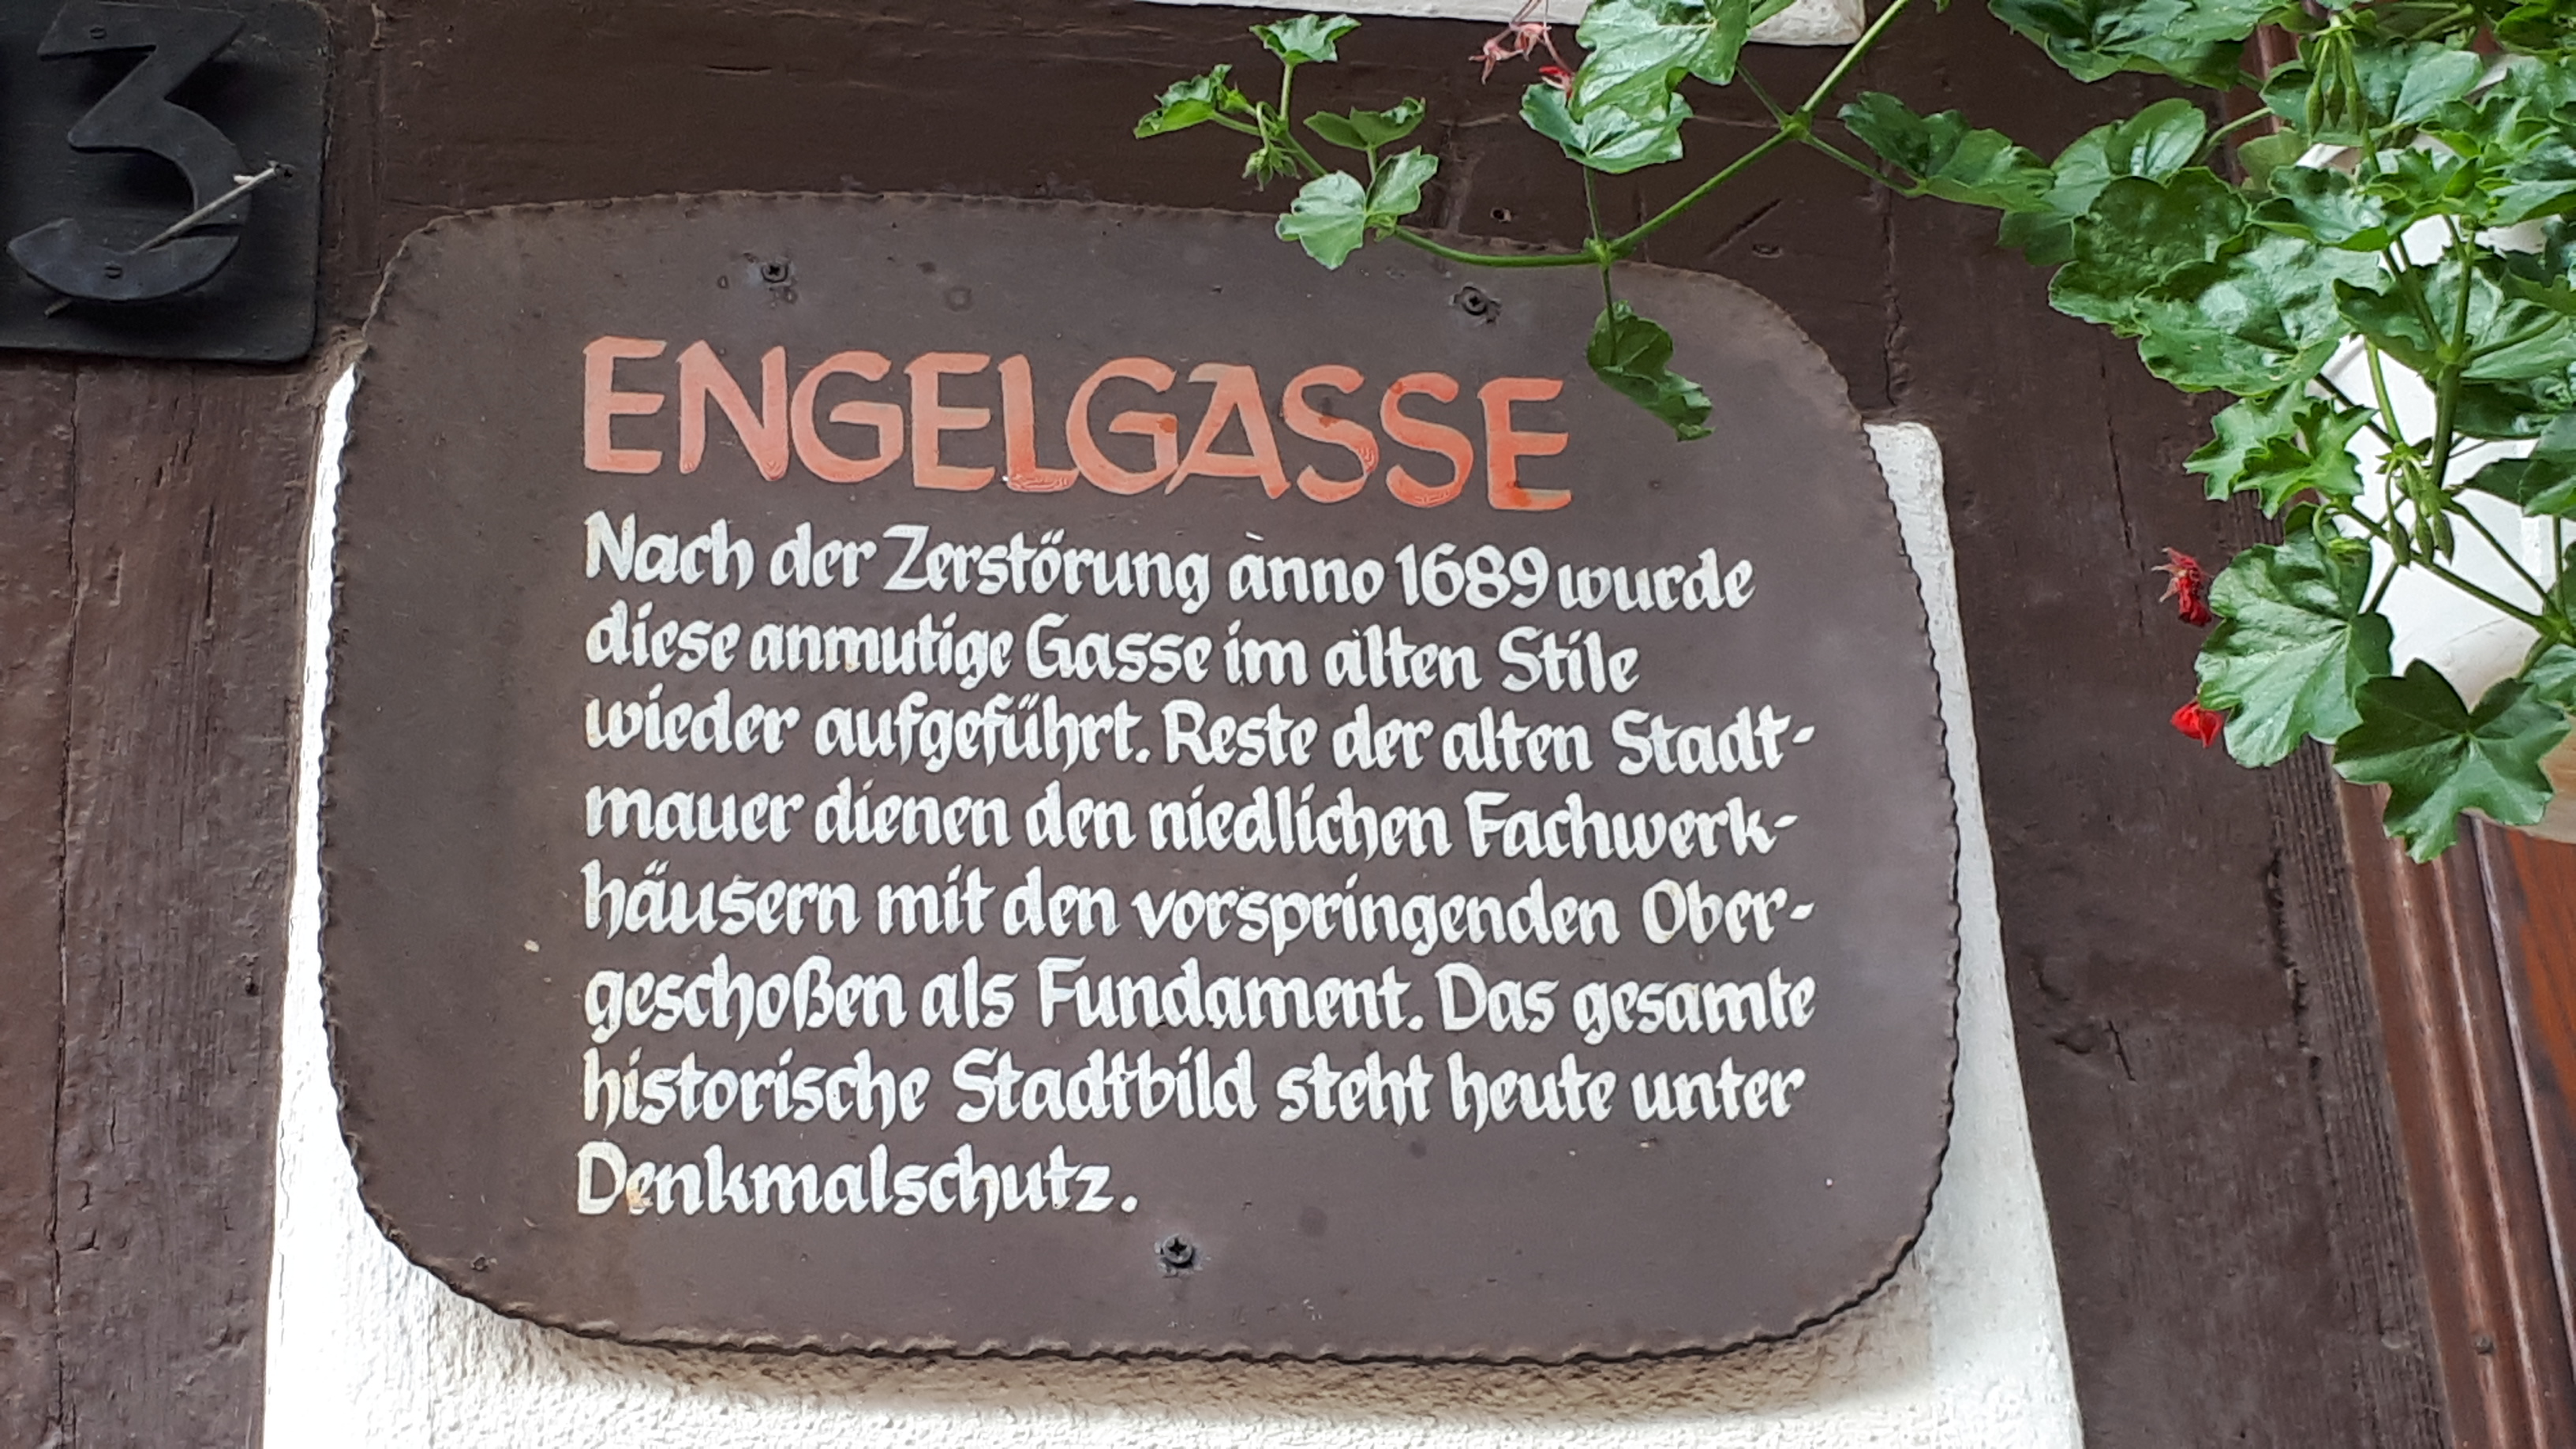 3
ENGELGASSE
Nach der Zerstörung anno 1689 wurde
diese anmutige Gasse im alten Stile
wieder aufgeführt. Reste der alten Stadt-
mauer dienen den niedlichen Fachwerk-
häusern mit den vorspringenden Ober-
geschoßen als Fundament. Das gesamte
historische Stadtbild steht heute unter
Denkmalschutz.